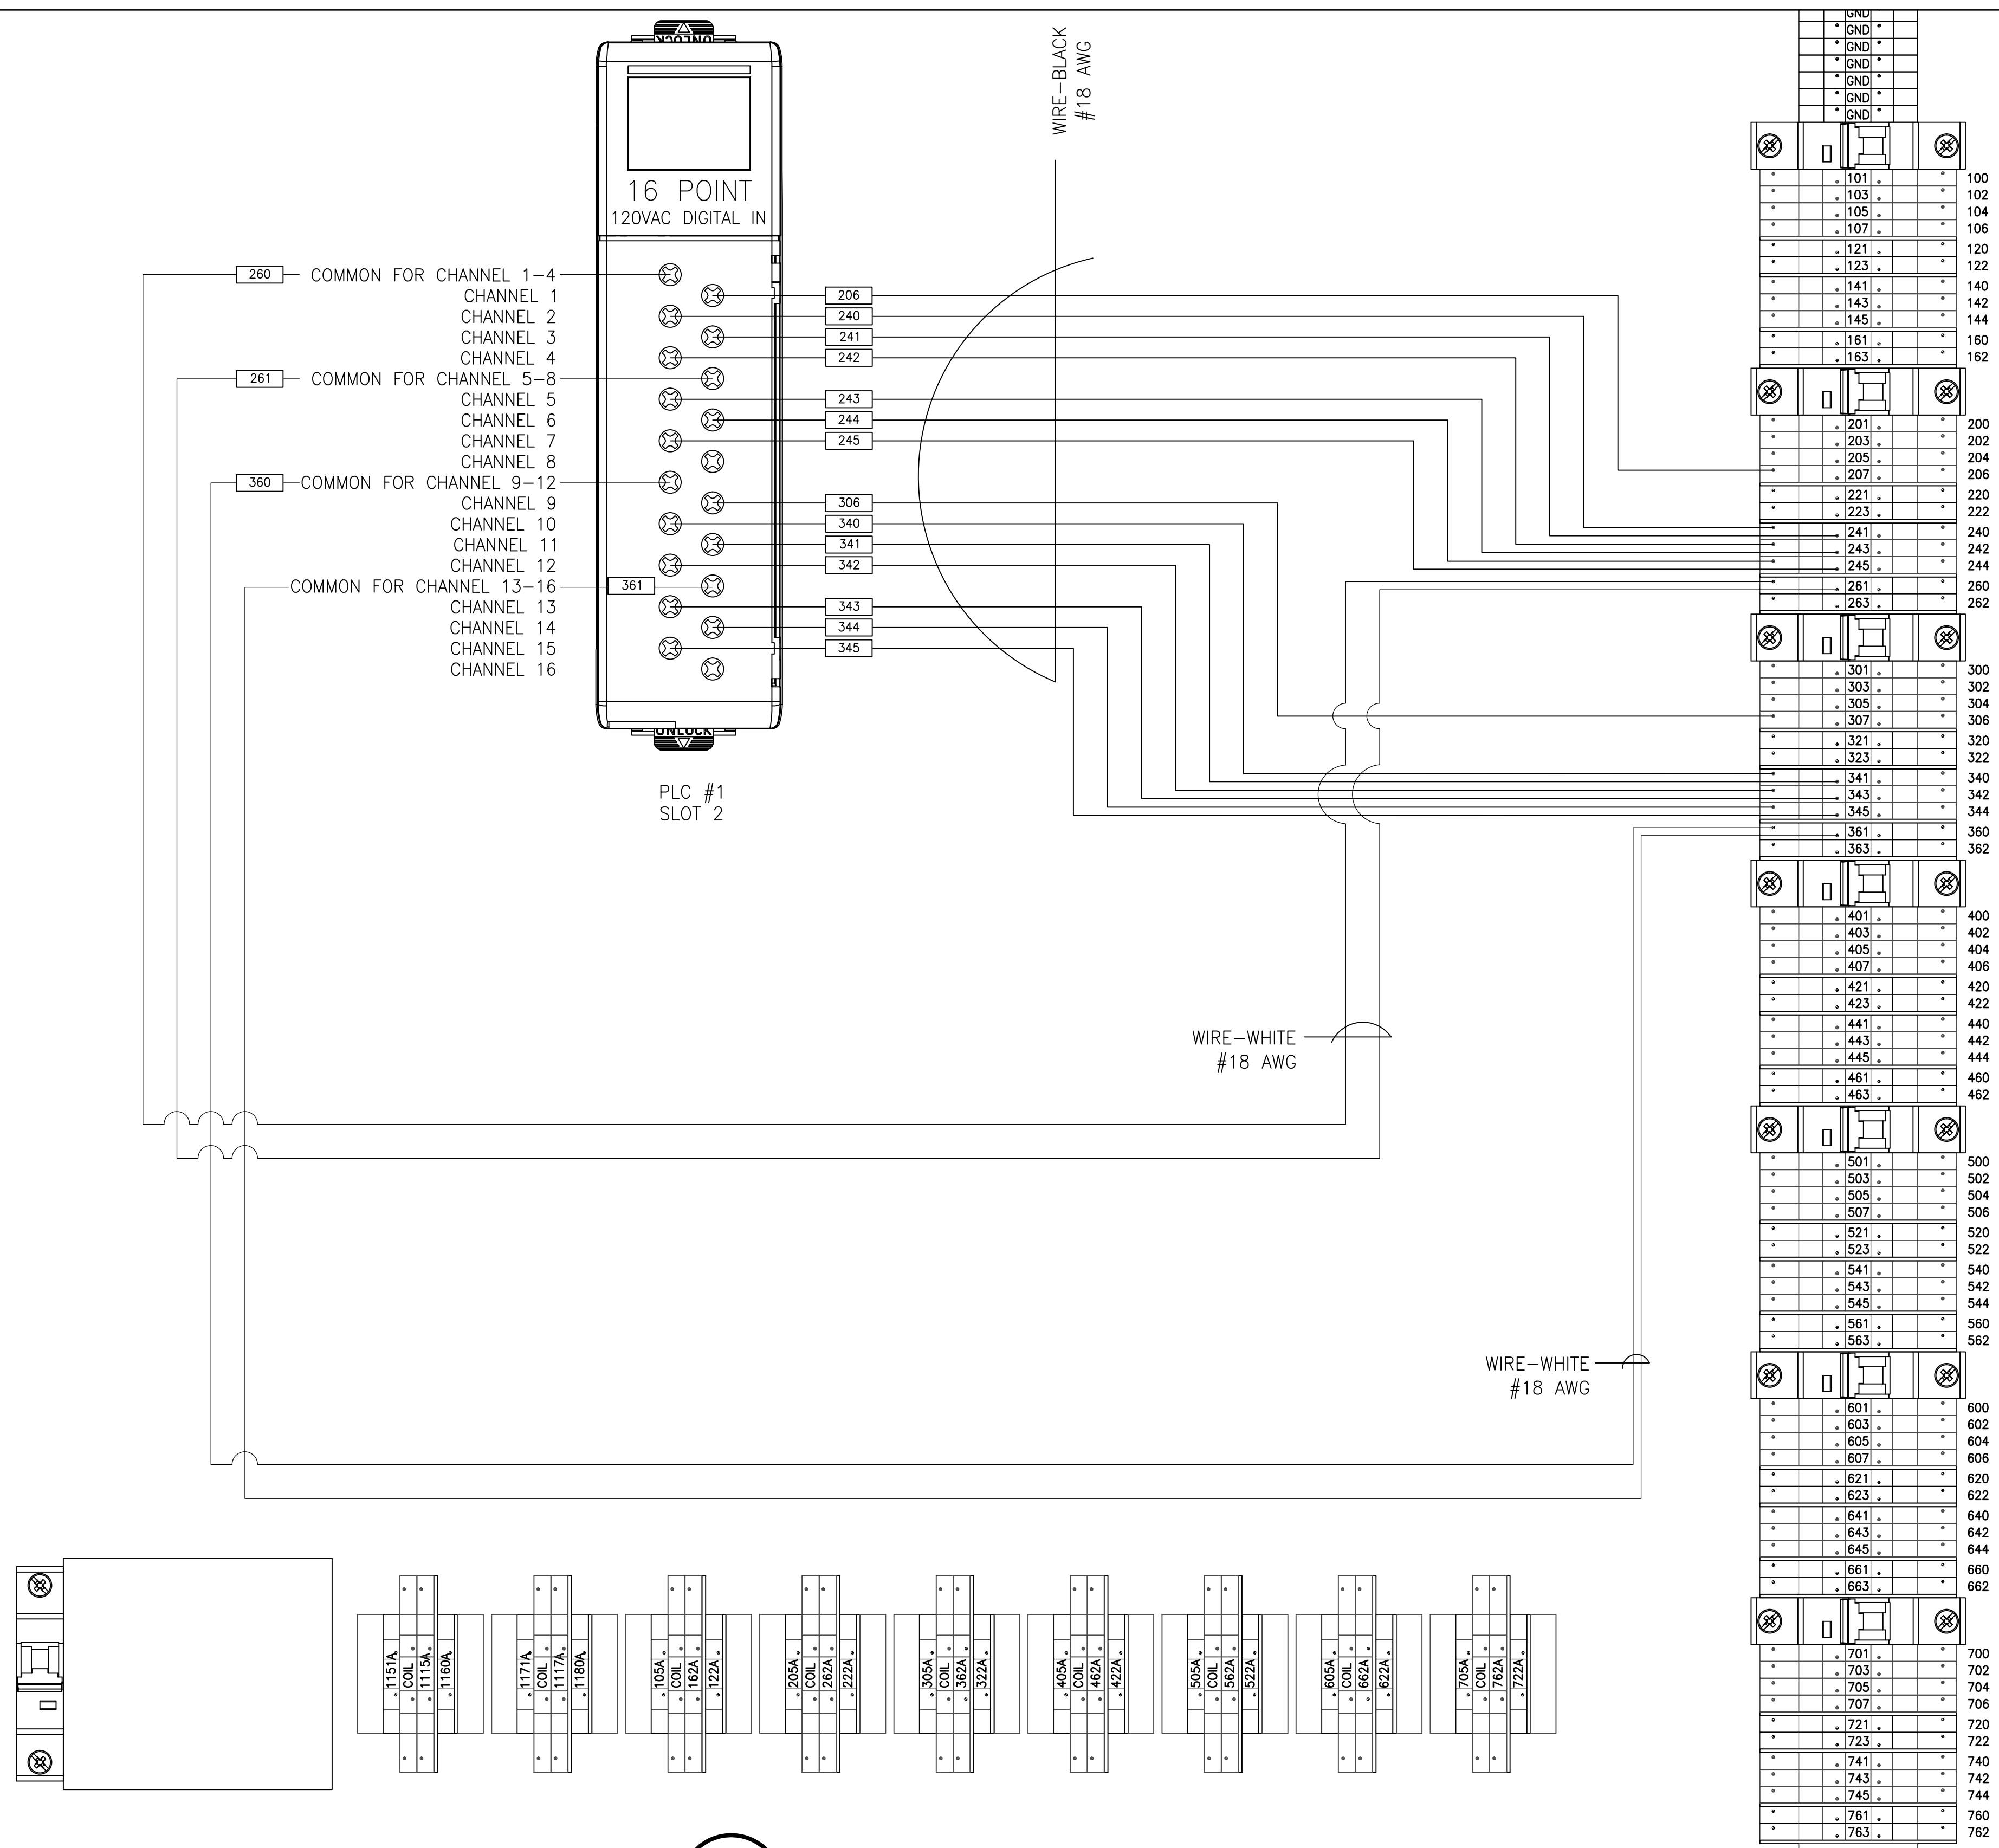 UNLOCK
16 POINT
120VAC DIGITAL IN
WIRE-BLACK
#18 AWG
260 COMMON FOR CHANNEL 1-4
CHANNEL 1 206
CHANNEL 2 240
CHANNEL 3 241
CHANNEL 4 242
261 COMMON FOR CHANNEL 5-8
CHANNEL 5 243
CHANNEL 6 244
CHANNEL 7 245
CHANNEL 8
360 COMMON FOR CHANNEL 9-12
CHANNEL 9 306
CHANNEL 10 340
CHANNEL 11 341
CHANNEL 12 342
COMMON FOR CHANNEL 13-16 361
CHANNEL 13 343
CHANNEL 14 344
CHANNEL 15 345
CHANNEL 16
UNLOCK
PLC #1
SLOT 2
WIRE-WHITE
#18 AWG
WIRE-WHITE
#18 AWG
GND
GND
GND
GND
GND
GND
GND
101 100
103 102
105 104
107 106
121 120
123 122
141 140
143 142
145 144
161 160
163 162
201 200
203 202
205 204
207 206
221 220
223 222
241 240
243 242
245 244
261 260
263 262
301 300
303 302
305 304
307 306
321 320
323 322
341 340
343 342
345 344
361 360
363 362
401 400
403 402
405 404
407 406
421 420
423 422
441 440
443 442
445 444
461 460
463 462
501 500
503 502
505 504
507 506
521 520
523 522
541 540
543 542
545 544
561 560
563 562
601 600
603 602
605 604
607 606
621 620
623 622
641 640
643 642
645 644
661 660
663 662
701 700
703 702
705 704
707 706
721 720
723 722
741 740
743 742
745 744
761 760
763 762
1151A
COIL
1115A
1160A
1171A
COIL
1117A
1180A
105A
COIL
162A
122A
205A
COIL
262A
222A
305A
COIL
362A
322A
405A
COIL
462A
422A
505A
COIL
562A
522A
605A
COIL
662A
622A
705A
COIL
762A
722A